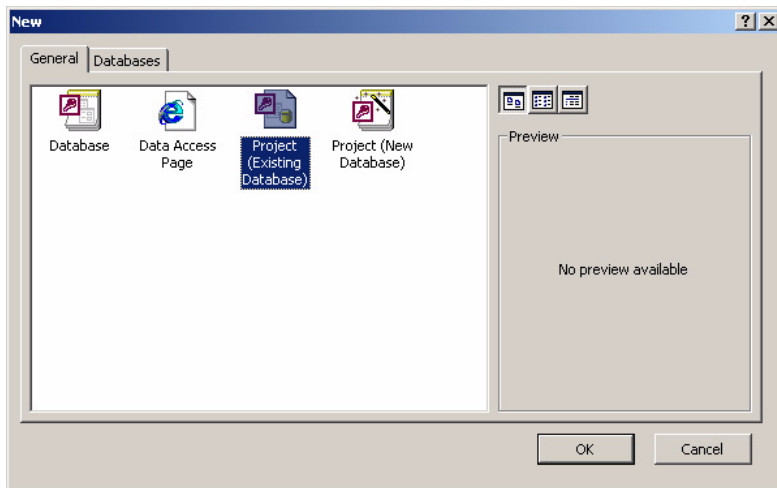 New
General Databases
Database
Data Access
Page
Project
(Existing
Database)
Project (New
Database)
Preview
No preview available
OK Cancel